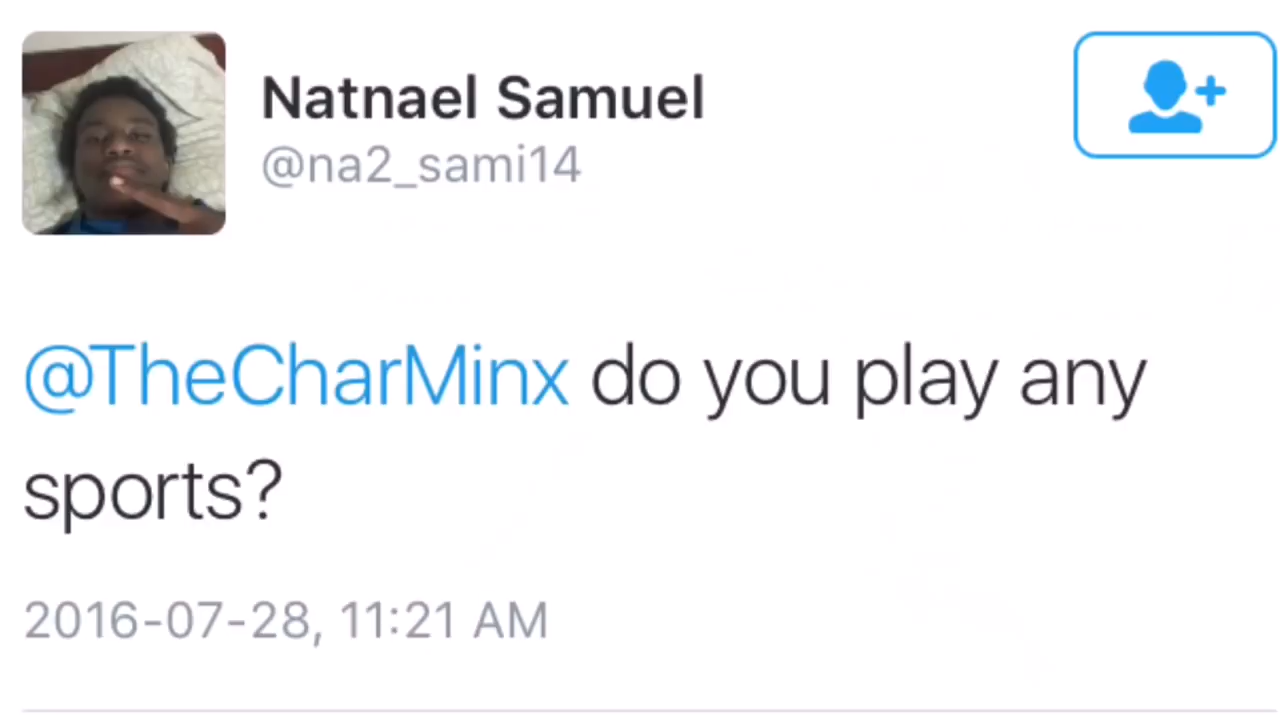 Natnael Samuel
@na2_sami14
@TheCharMinx do you play any
sports?
2016-07-28, 11:21 AM